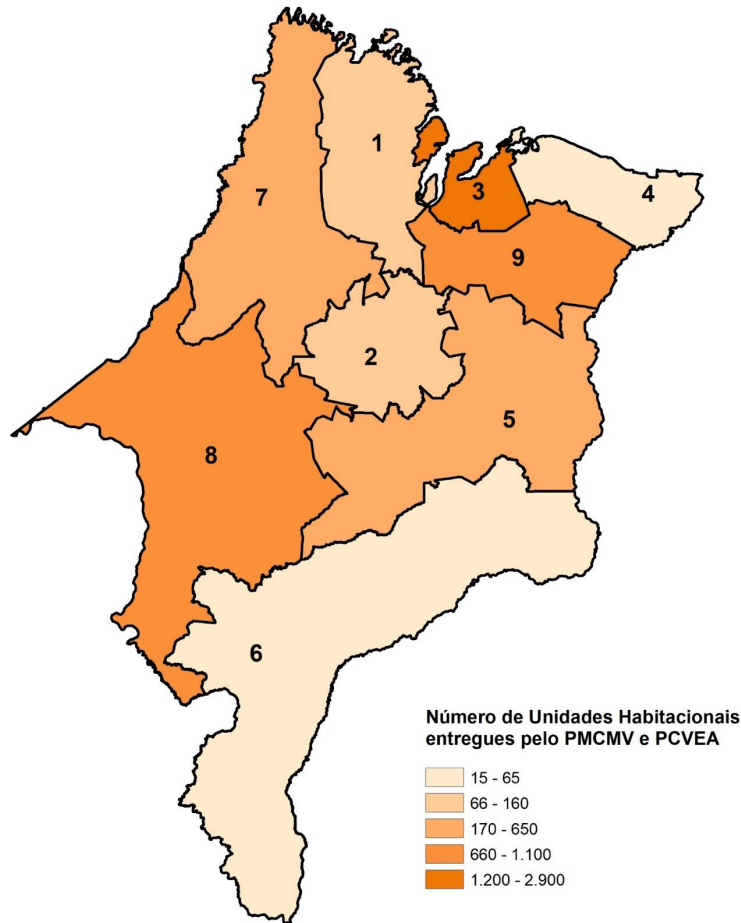 1
3
4
7
9
2
5
8
6
Número de Unidades Habitacionais
entregues pelo PMCMV e PCVEA
15 - 65
66 - 160
170 - 650
660 - 1.100
1.200 - 2.900